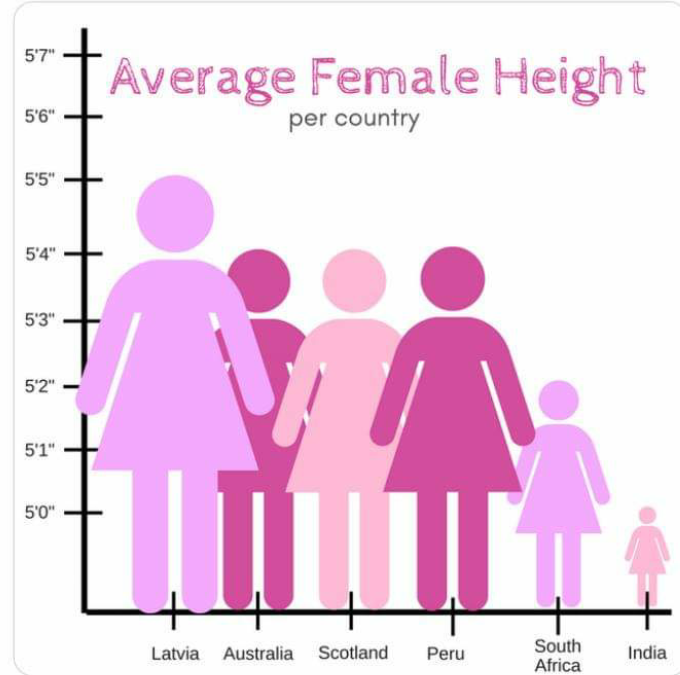 Average Female Height
per country
5'7"
5'6"
5'5"
5'4"
5'3"
5'2"
5'1"
5'0"
Latvia
Australia
Scotland
Peru
South
Africa
India